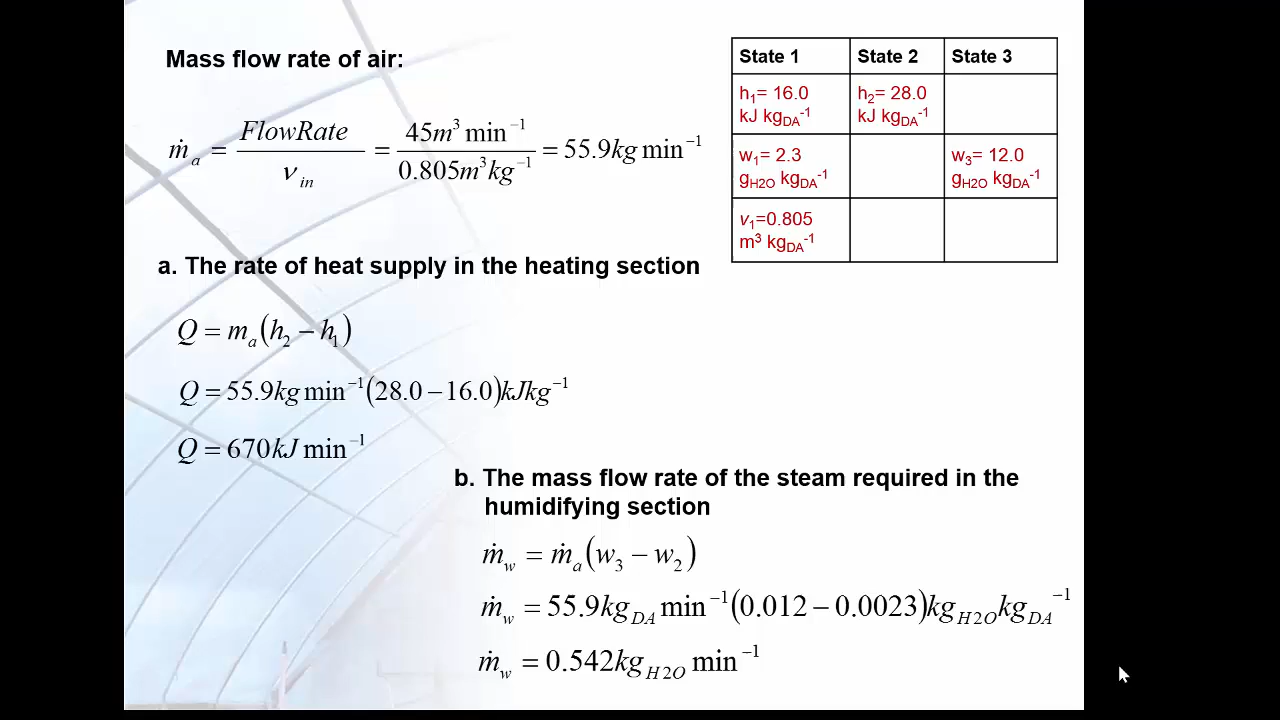 Mass flow rate of air:
ṁₐ = FlowRate / ν_in = 45m³ min⁻¹ / 0.805m³kg⁻¹ = 55.9kg min⁻¹
State 1 State 2 State 3
h₁= 16.0 kJ kg_DA⁻¹ h₂= 28.0 kJ kg_DA⁻¹
w₁= 2.3 g_H2O kg_DA⁻¹ w₃= 12.0 g_H2O kg_DA⁻¹
v₁=0.805 m³ kg_DA⁻¹
a. The rate of heat supply in the heating section
Q = mₐ(h₂ − h₁)
Q = 55.9kg min⁻¹(28.0 − 16.0)kJkg⁻¹
Q = 670kJ min⁻¹
b. The mass flow rate of the steam required in the
humidifying section
ṁ_w = ṁₐ(w₃ − w₂)
ṁ_w = 55.9kg_DA min⁻¹(0.012 − 0.0023)kg_H2O kg_DA⁻¹
ṁ_w = 0.542kg_H2O min⁻¹